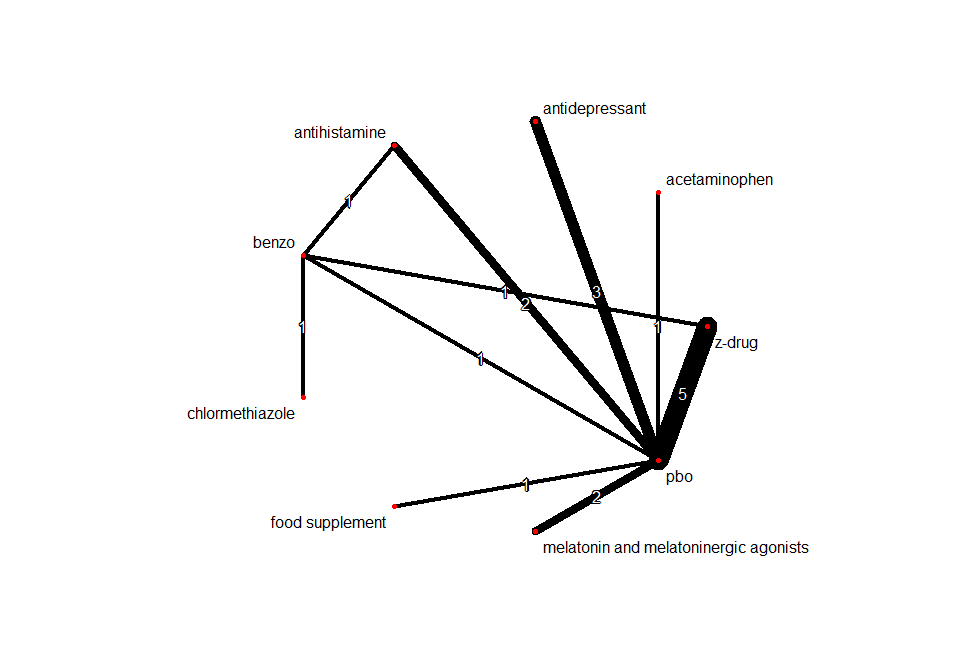 antidepressant
antihistamine
acetaminophen
1
benzo
1
3
2
1
1
z-drug
1
5
chlormethiazole
pbo
1
2
food supplement
melatonin and melatoninergic agonists